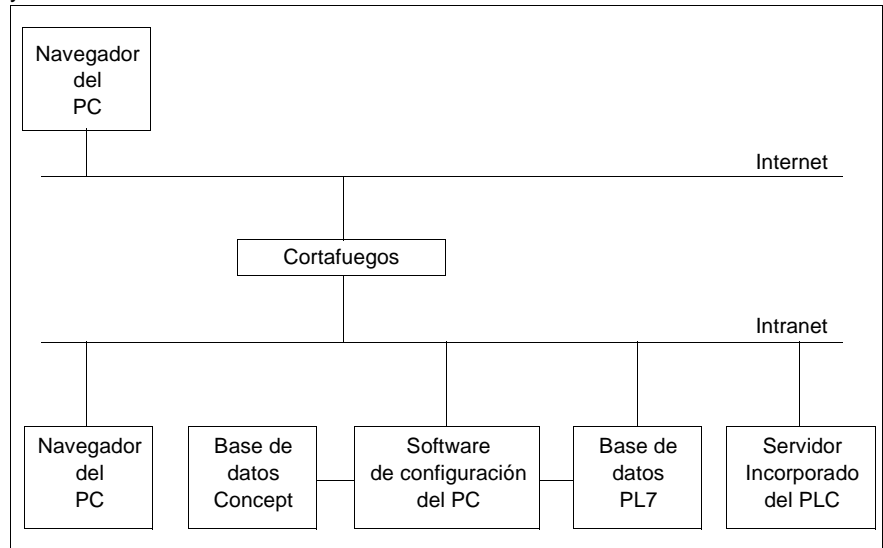 Navegador
del
PC
Internet
Cortafuegos
Intranet
Navegador
del
PC
Base de
datos
Concept
Software
de configuración
del PC
Base de
datos
PL7
Servidor
Incorporado
del PLC